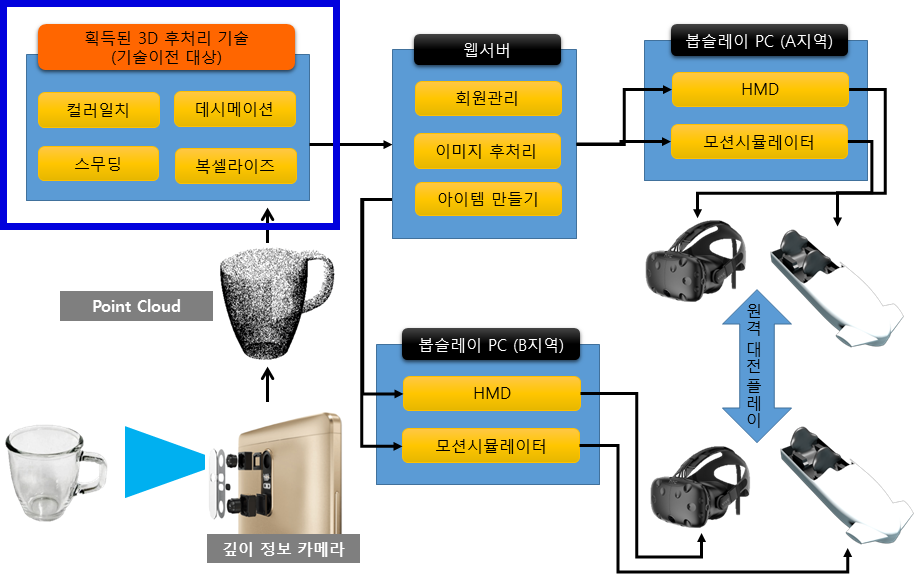 획득된 3D 후처리 기술
(기술이전 대상)
컬러일치
데시메이션
스무딩
복셀라이즈
웹서버
회원관리
이미지 후처리
아이템 만들기
봅슬레이 PC (A지역)
HMD
모션시뮬레이터
Point Cloud
봅슬레이 PC (B지역)
HMD
모션시뮬레이터
원격 대전 플레이
깊이 정보 카메라